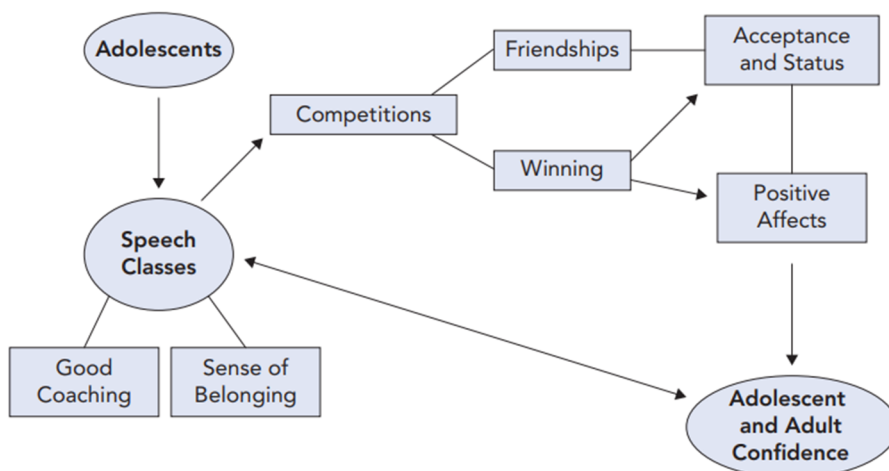 Adolescents
Friendships
Acceptance
and Status
Competitions
Winning
Positive
Affects
Speech
Classes
Good
Coaching
Sense of
Belonging
Adolescent
and Adult
Confidence